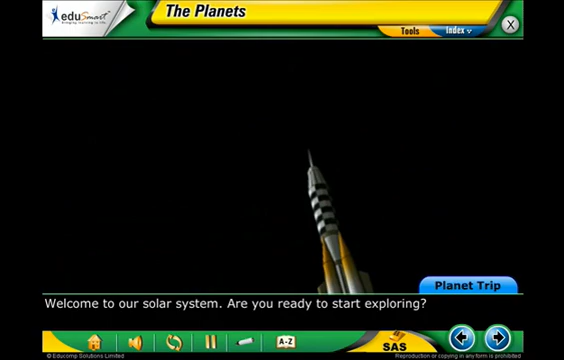 eduSmart
The Planets
Tools
Index
X
Planet Trip
Welcome to our solar system. Are you ready to start exploring?
A-Z
SAS
© Educomp Solutions Limited
Reproduction or copying in any form is prohibited